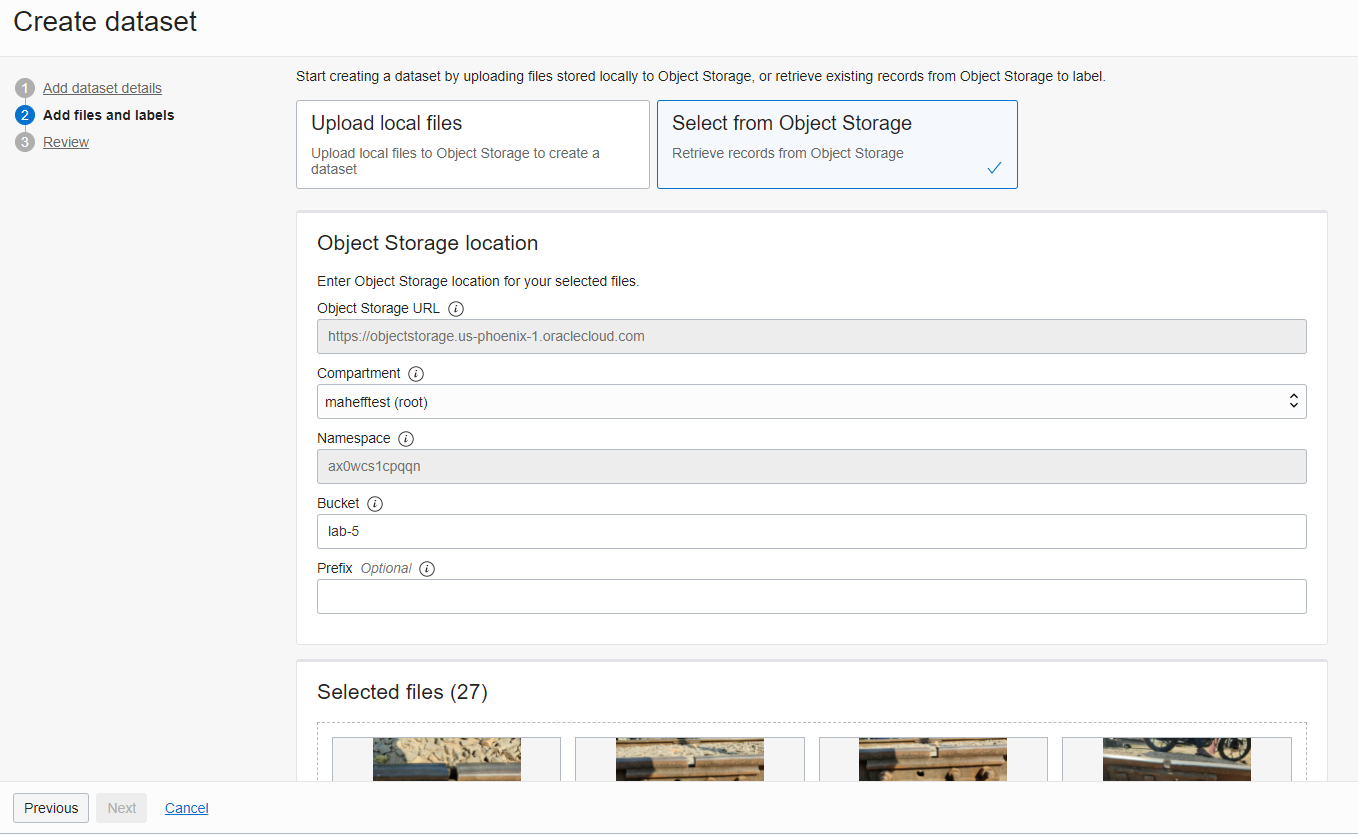 Create dataset
1 Add dataset details
2 Add files and labels
3 Review
Start creating a dataset by uploading files stored locally to Object Storage, or retrieve existing records from Object Storage to label.
Upload local files
Upload local files to Object Storage to create a
dataset
Select from Object Storage
Retrieve records from Object Storage
Object Storage location
Enter Object Storage location for your selected files.
Object Storage URL i
https://objectstorage.us-phoenix-1.oraclecloud.com
Compartment i
mahefftest (root)
Namespace i
ax0wcs1cpqqn
Bucket i
lab-5
Prefix Optional i
Selected files (27)
Previous Next Cancel